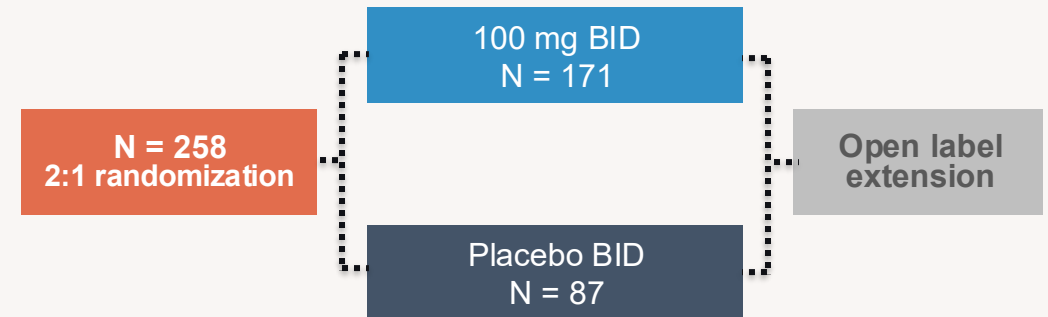 100 mg BID
N = 171
N = 258
2:1 randomization
Open label
extension
Placebo BID
N = 87